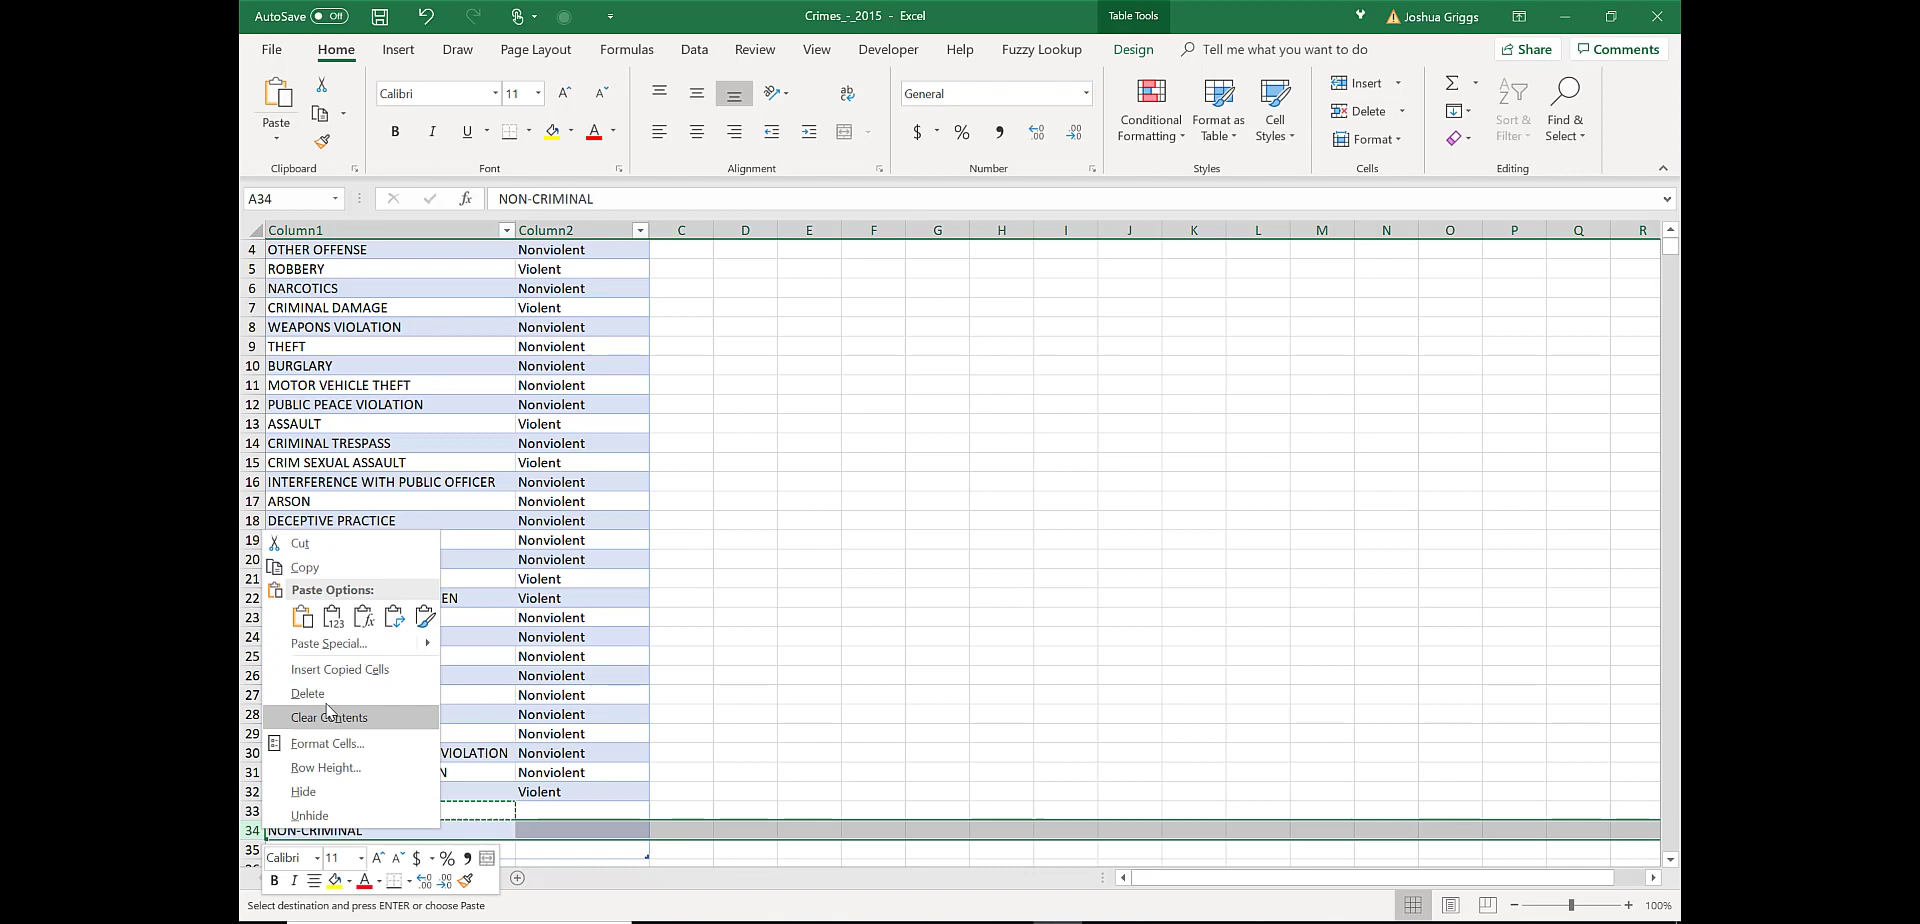 AutoSave Off Crimes_-_2015 - Excel Table Tools Joshua Griggs
File Home Insert Draw Page Layout Formulas Data Review View Developer Help Fuzzy Lookup Design Tell me what you want to do Share Comments
Paste
Clipboard
Calibri 11
B I U A
Font
ab
Alignment
General
$ % ,
Number
Conditional Formatting
Format as Table
Cell Styles
Styles
Insert
Delete
Format
Cells
Sort & Filter
Find & Select
Editing
A34 fx NON-CRIMINAL
Column1 Column2 C D E F G H I J K L M N O P Q R
4 OTHER OFFENSE Nonviolent
5 ROBBERY Violent
6 NARCOTICS Nonviolent
7 CRIMINAL DAMAGE Violent
8 WEAPONS VIOLATION Nonviolent
9 THEFT Nonviolent
10 BURGLARY Nonviolent
11 MOTOR VEHICLE THEFT Nonviolent
12 PUBLIC PEACE VIOLATION Nonviolent
13 ASSAULT Violent
14 CRIMINAL TRESPASS Nonviolent
15 CRIM SEXUAL ASSAULT Violent
16 INTERFERENCE WITH PUBLIC OFFICER Nonviolent
17 ARSON Nonviolent
18 DECEPTIVE PRACTICE Nonviolent
19 Nonviolent
20 Nonviolent
21 Violent
22 EN Violent
23 Nonviolent
24 Nonviolent
25 Nonviolent
26 Nonviolent
27 Nonviolent
28 Nonviolent
29 Nonviolent
30 VIOLATION Nonviolent
31 N Nonviolent
32 Violent
33
34 NON-CRIMINAL
35
Cut
Copy
Paste Options:
Paste Special...
Insert Copied Cells
Delete
Clear Contents
Format Cells...
Row Height...
Hide
Unhide
Calibri 11 A A $ % ,
B I A
Select destination and press ENTER or choose Paste 100%